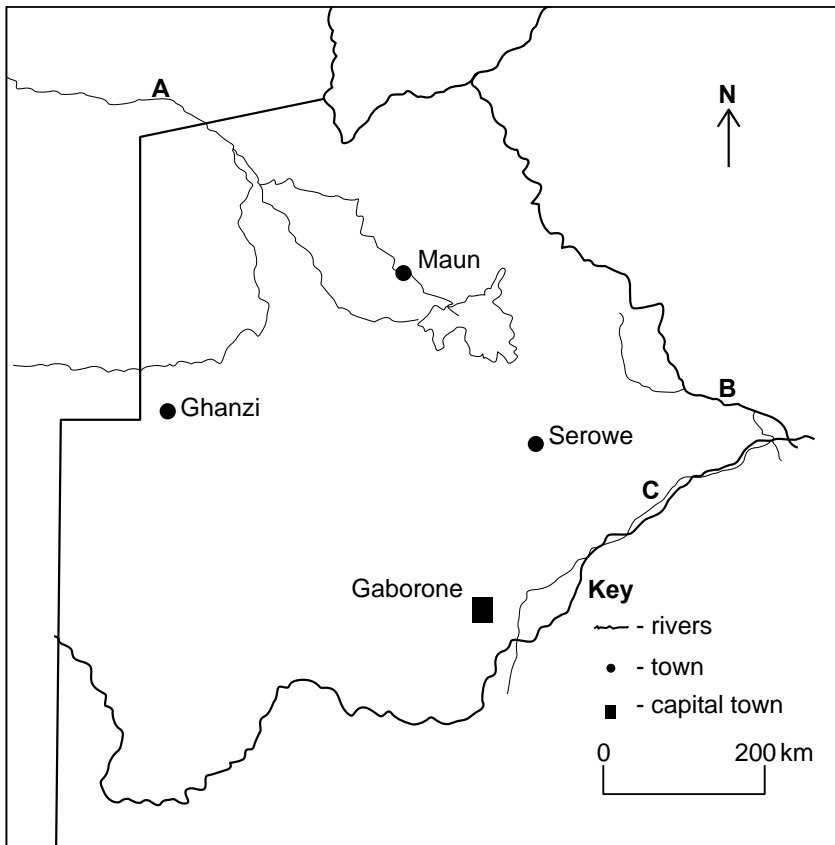 A
N
Maun
B
Ghanzi
Serowe
C
Gaborone
Key
- rivers
- town
- capital town
0 200 km